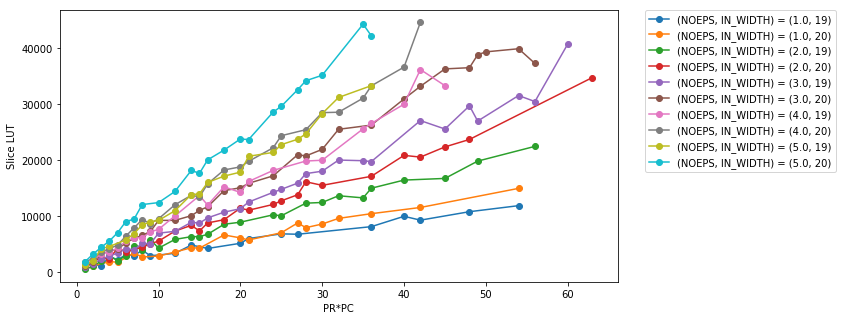 40000
30000
20000
10000
0
Slice LUT
0
10
20
30
40
50
60
PR*PC
(NOEPS, IN_WIDTH) = (1.0, 19)
(NOEPS, IN_WIDTH) = (1.0, 20)
(NOEPS, IN_WIDTH) = (2.0, 19)
(NOEPS, IN_WIDTH) = (2.0, 20)
(NOEPS, IN_WIDTH) = (3.0, 19)
(NOEPS, IN_WIDTH) = (3.0, 20)
(NOEPS, IN_WIDTH) = (4.0, 19)
(NOEPS, IN_WIDTH) = (4.0, 20)
(NOEPS, IN_WIDTH) = (5.0, 19)
(NOEPS, IN_WIDTH) = (5.0, 20)